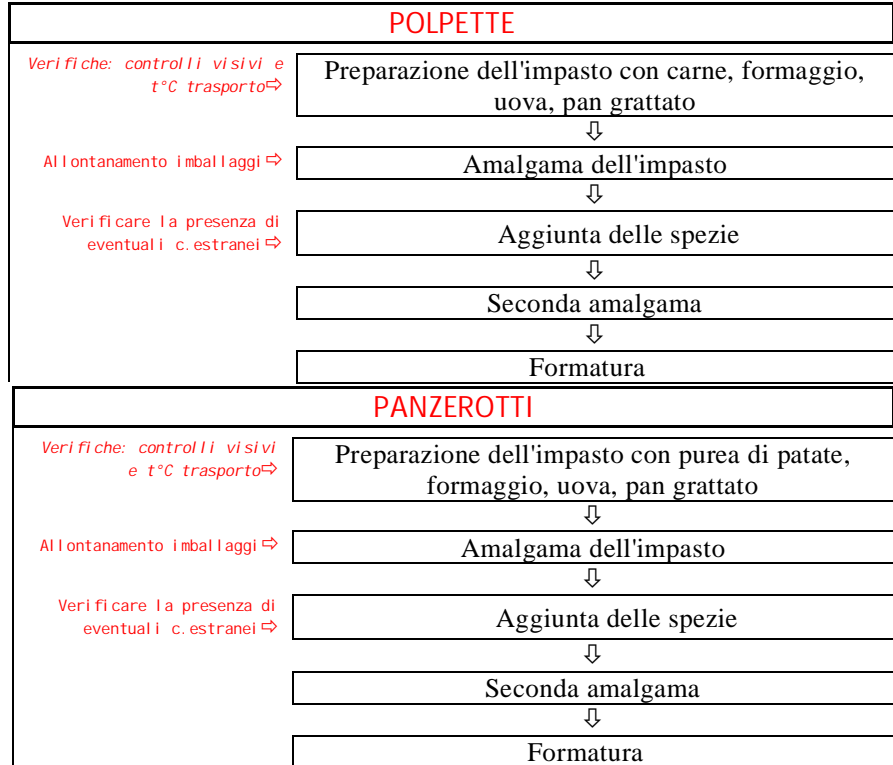 POLPETTE
Verifiche: controlli visivi e
t°C trasporto⇨
Preparazione dell'impasto con carne, formaggio,
uova, pan grattato
⇩
Allontanamento imballaggi⇨
Amalgama dell'impasto
⇩
Verificare la presenza di
eventuali c.estranei⇨
Aggiunta delle spezie
⇩
Seconda amalgama
⇩
Formatura
PANZEROTTI
Verifiche: controlli visivi
e t°C trasporto⇨
Preparazione dell'impasto con purea di patate,
formaggio, uova, pan grattato
⇩
Allontanamento imballaggi⇨
Amalgama dell'impasto
⇩
Verificare la presenza di
eventuali c.estranei⇨
Aggiunta delle spezie
⇩
Seconda amalgama
⇩
Formatura